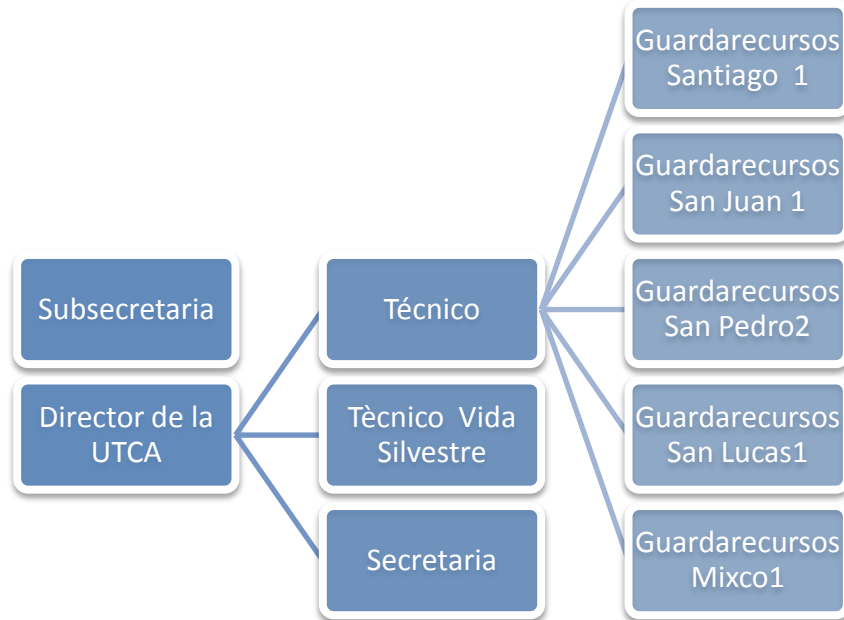 Subsecretaria
Director de la
UTCA
Técnico
Tècnico Vida
Silvestre
Secretaria
Guardarecursos
Santiago 1
Guardarecursos
San Juan 1
Guardarecursos
San Pedro2
Guardarecursos
San Lucas1
Guardarecursos
Mixco1